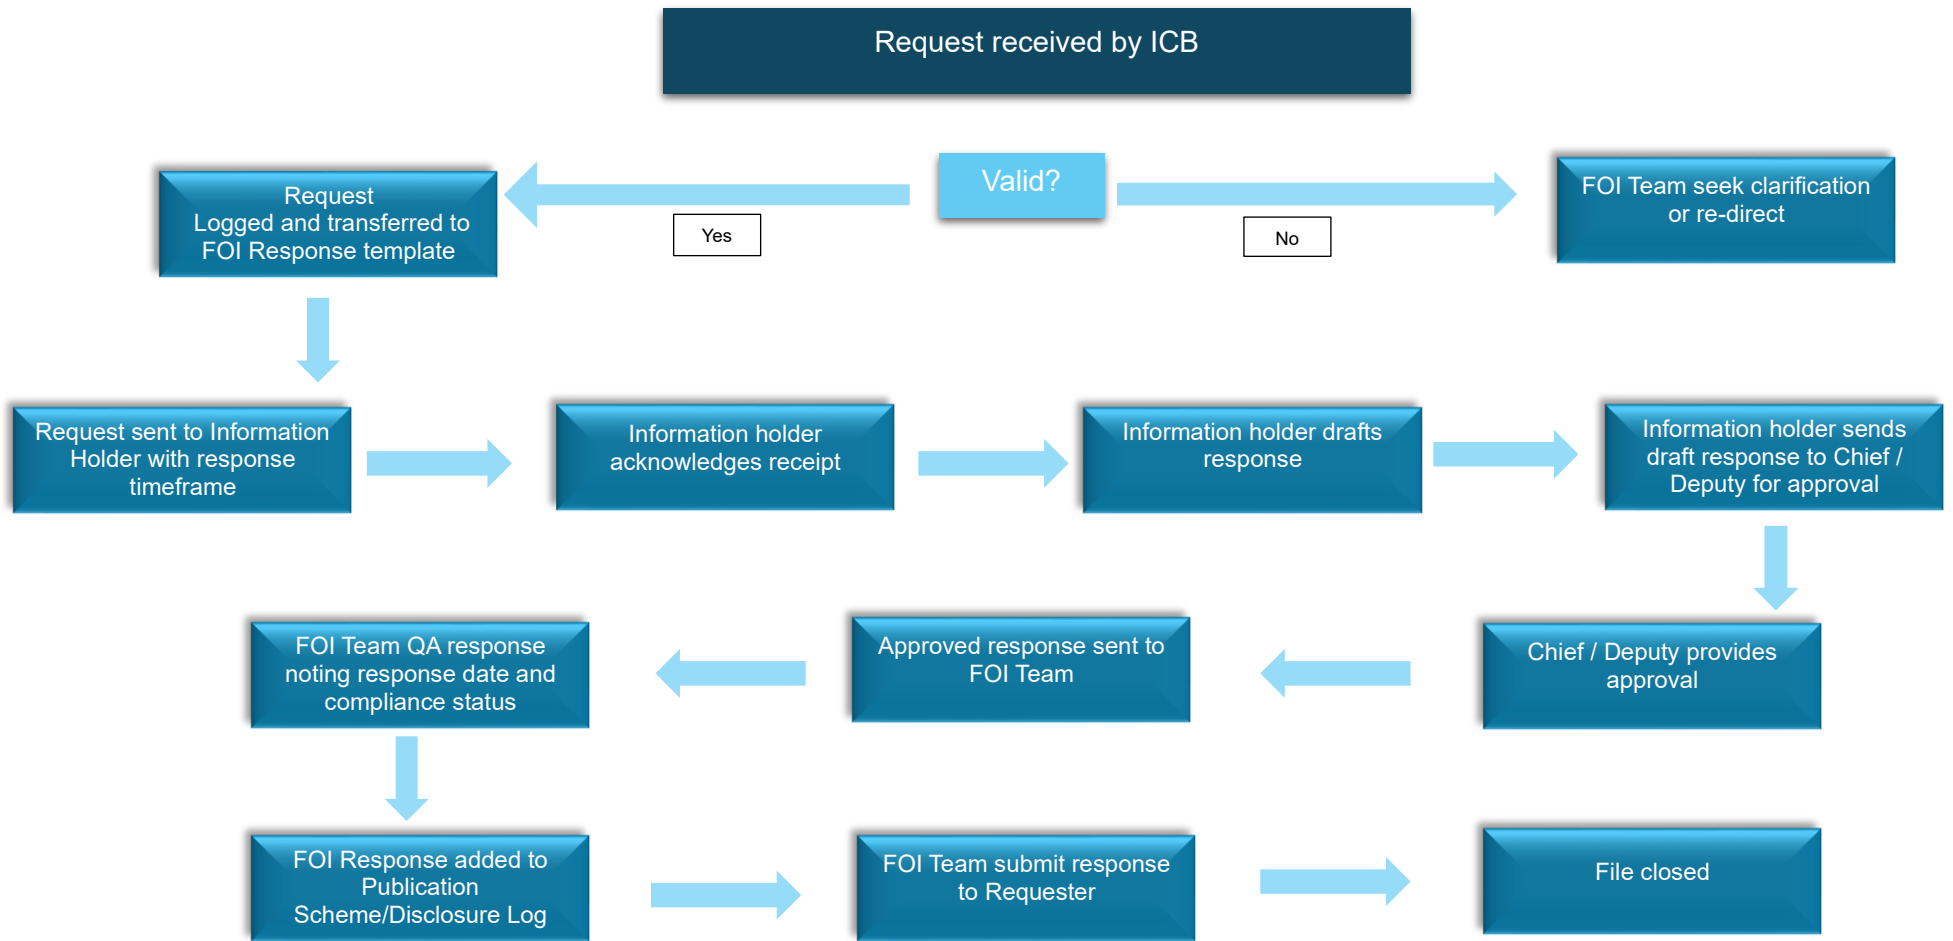 Request received by ICB
Valid?
Yes
No
Request
Logged and transferred to
FOI Response template
FOI Team seek clarification
or re-direct
Request sent to Information
Holder with response
timeframe
Information holder
acknowledges receipt
Information holder drafts
response
Information holder sends
draft response to Chief /
Deputy for approval
Chief / Deputy provides
approval
Approved response sent to
FOI Team
FOI Team QA response
noting response date and
compliance status
FOI Response added to
Publication
Scheme/Disclosure Log
FOI Team submit response
to Requester
File closed